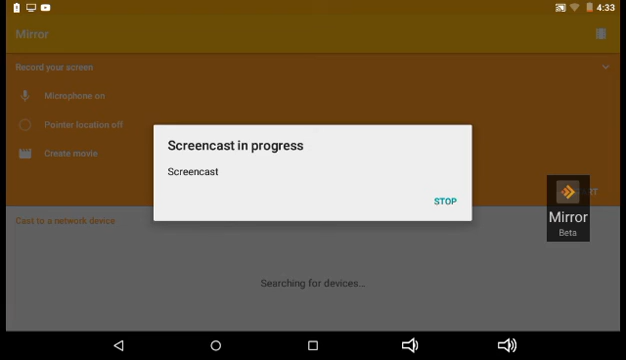 4:33
Mirror
Record your screen
Microphone on
Pointer location off
Create movie
Screencast in progress
Screencast
STOP
Mirror
Beta
Cast to a network device
Searching for devices...